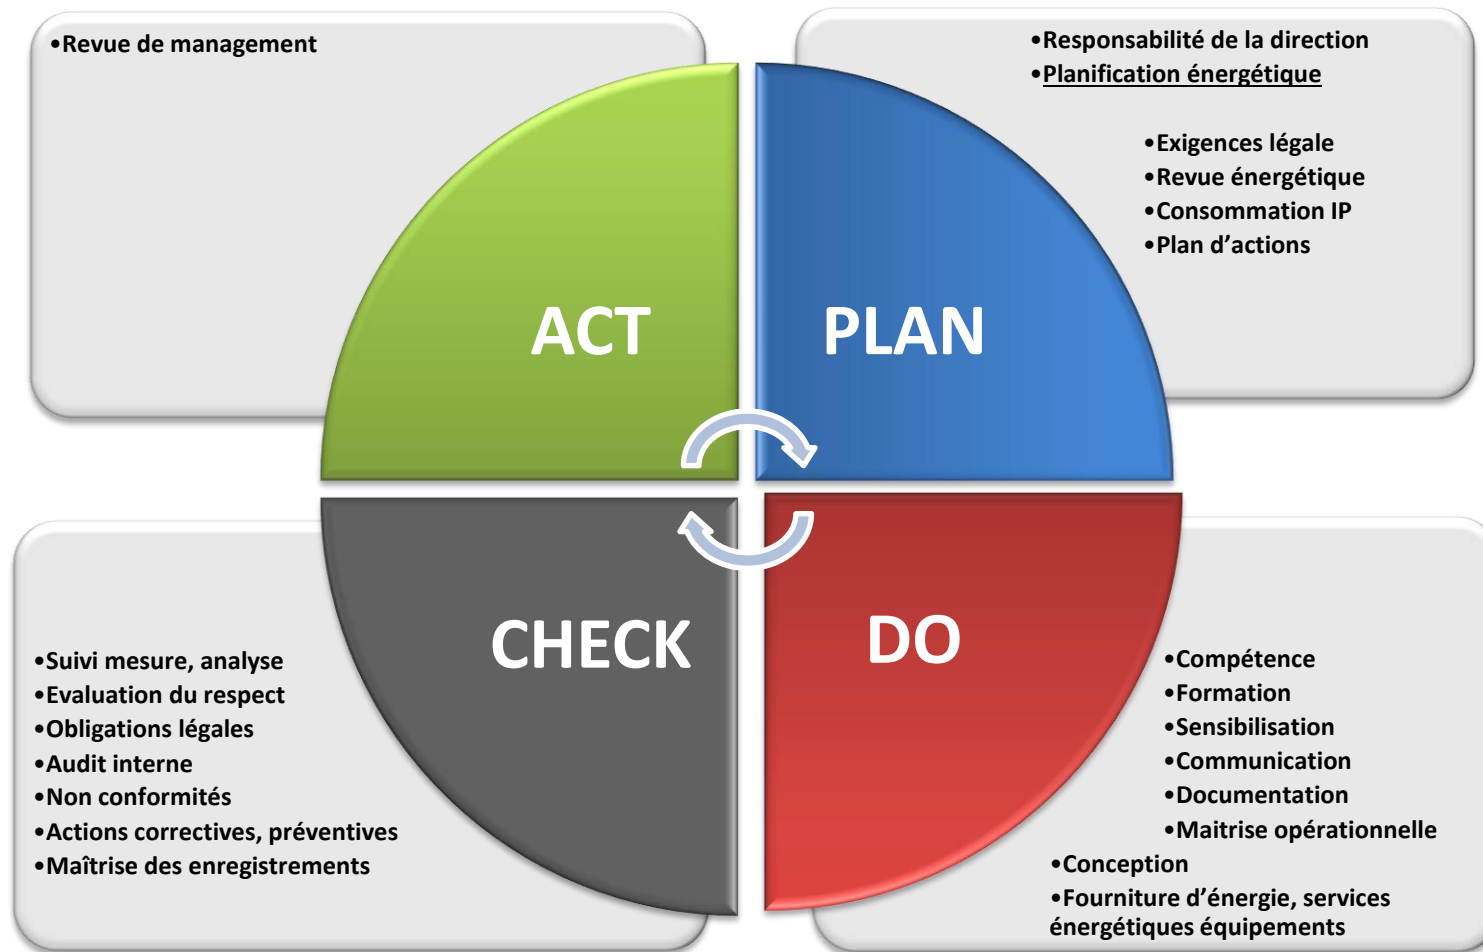 •Revue de management
•Responsabilité de la direction
•Planification énergétique
•Exigences légale
•Revue énergétique
•Consommation IP
•Plan d’actions
ACT
PLAN
CHECK
DO
•Suivi mesure, analyse
•Evaluation du respect
•Obligations légales
•Audit interne
•Non conformités
•Actions correctives, préventives
•Maîtrise des enregistrements
•Compétence
•Formation
•Sensibilisation
•Communication
•Documentation
•Maitrise opérationnelle
•Conception
•Fourniture d’énergie, services
énergétiques équipements